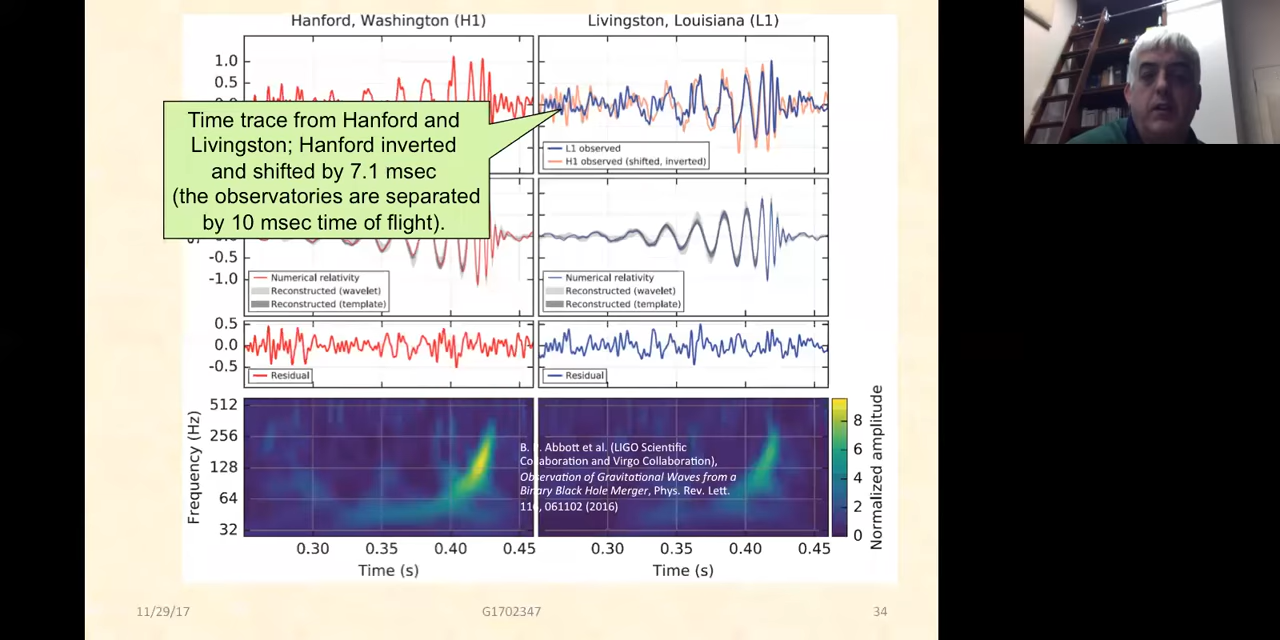 Hanford, Washington (H1)
Livingston, Louisiana (L1)
1.0
0.5
Time trace from Hanford and
Livingston; Hanford inverted
and shifted by 7.1 msec
(the observatories are separated
by 10 msec time of flight).
L1 observed
H1 observed (shifted, inverted)
-0.5
-1.0
Numerical relativity
Reconstructed (wavelet)
Reconstructed (template)
Numerical relativity
Reconstructed (wavelet)
Reconstructed (template)
0.5
0.0
-0.5
Residual
Residual
Frequency (Hz)
512
256
128
64
32
B. P. Abbott et al. (LIGO Scientific
Collaboration and Virgo Collaboration),
Observation of Gravitational Waves from a
Binary Black Hole Merger, Phys. Rev. Lett.
116, 061102 (2016)
8
6
4
2
0
Normalized amplitude
0.30 0.35 0.40 0.45
0.30 0.35 0.40 0.45
Time (s)
Time (s)
11/29/17
G1702347
34